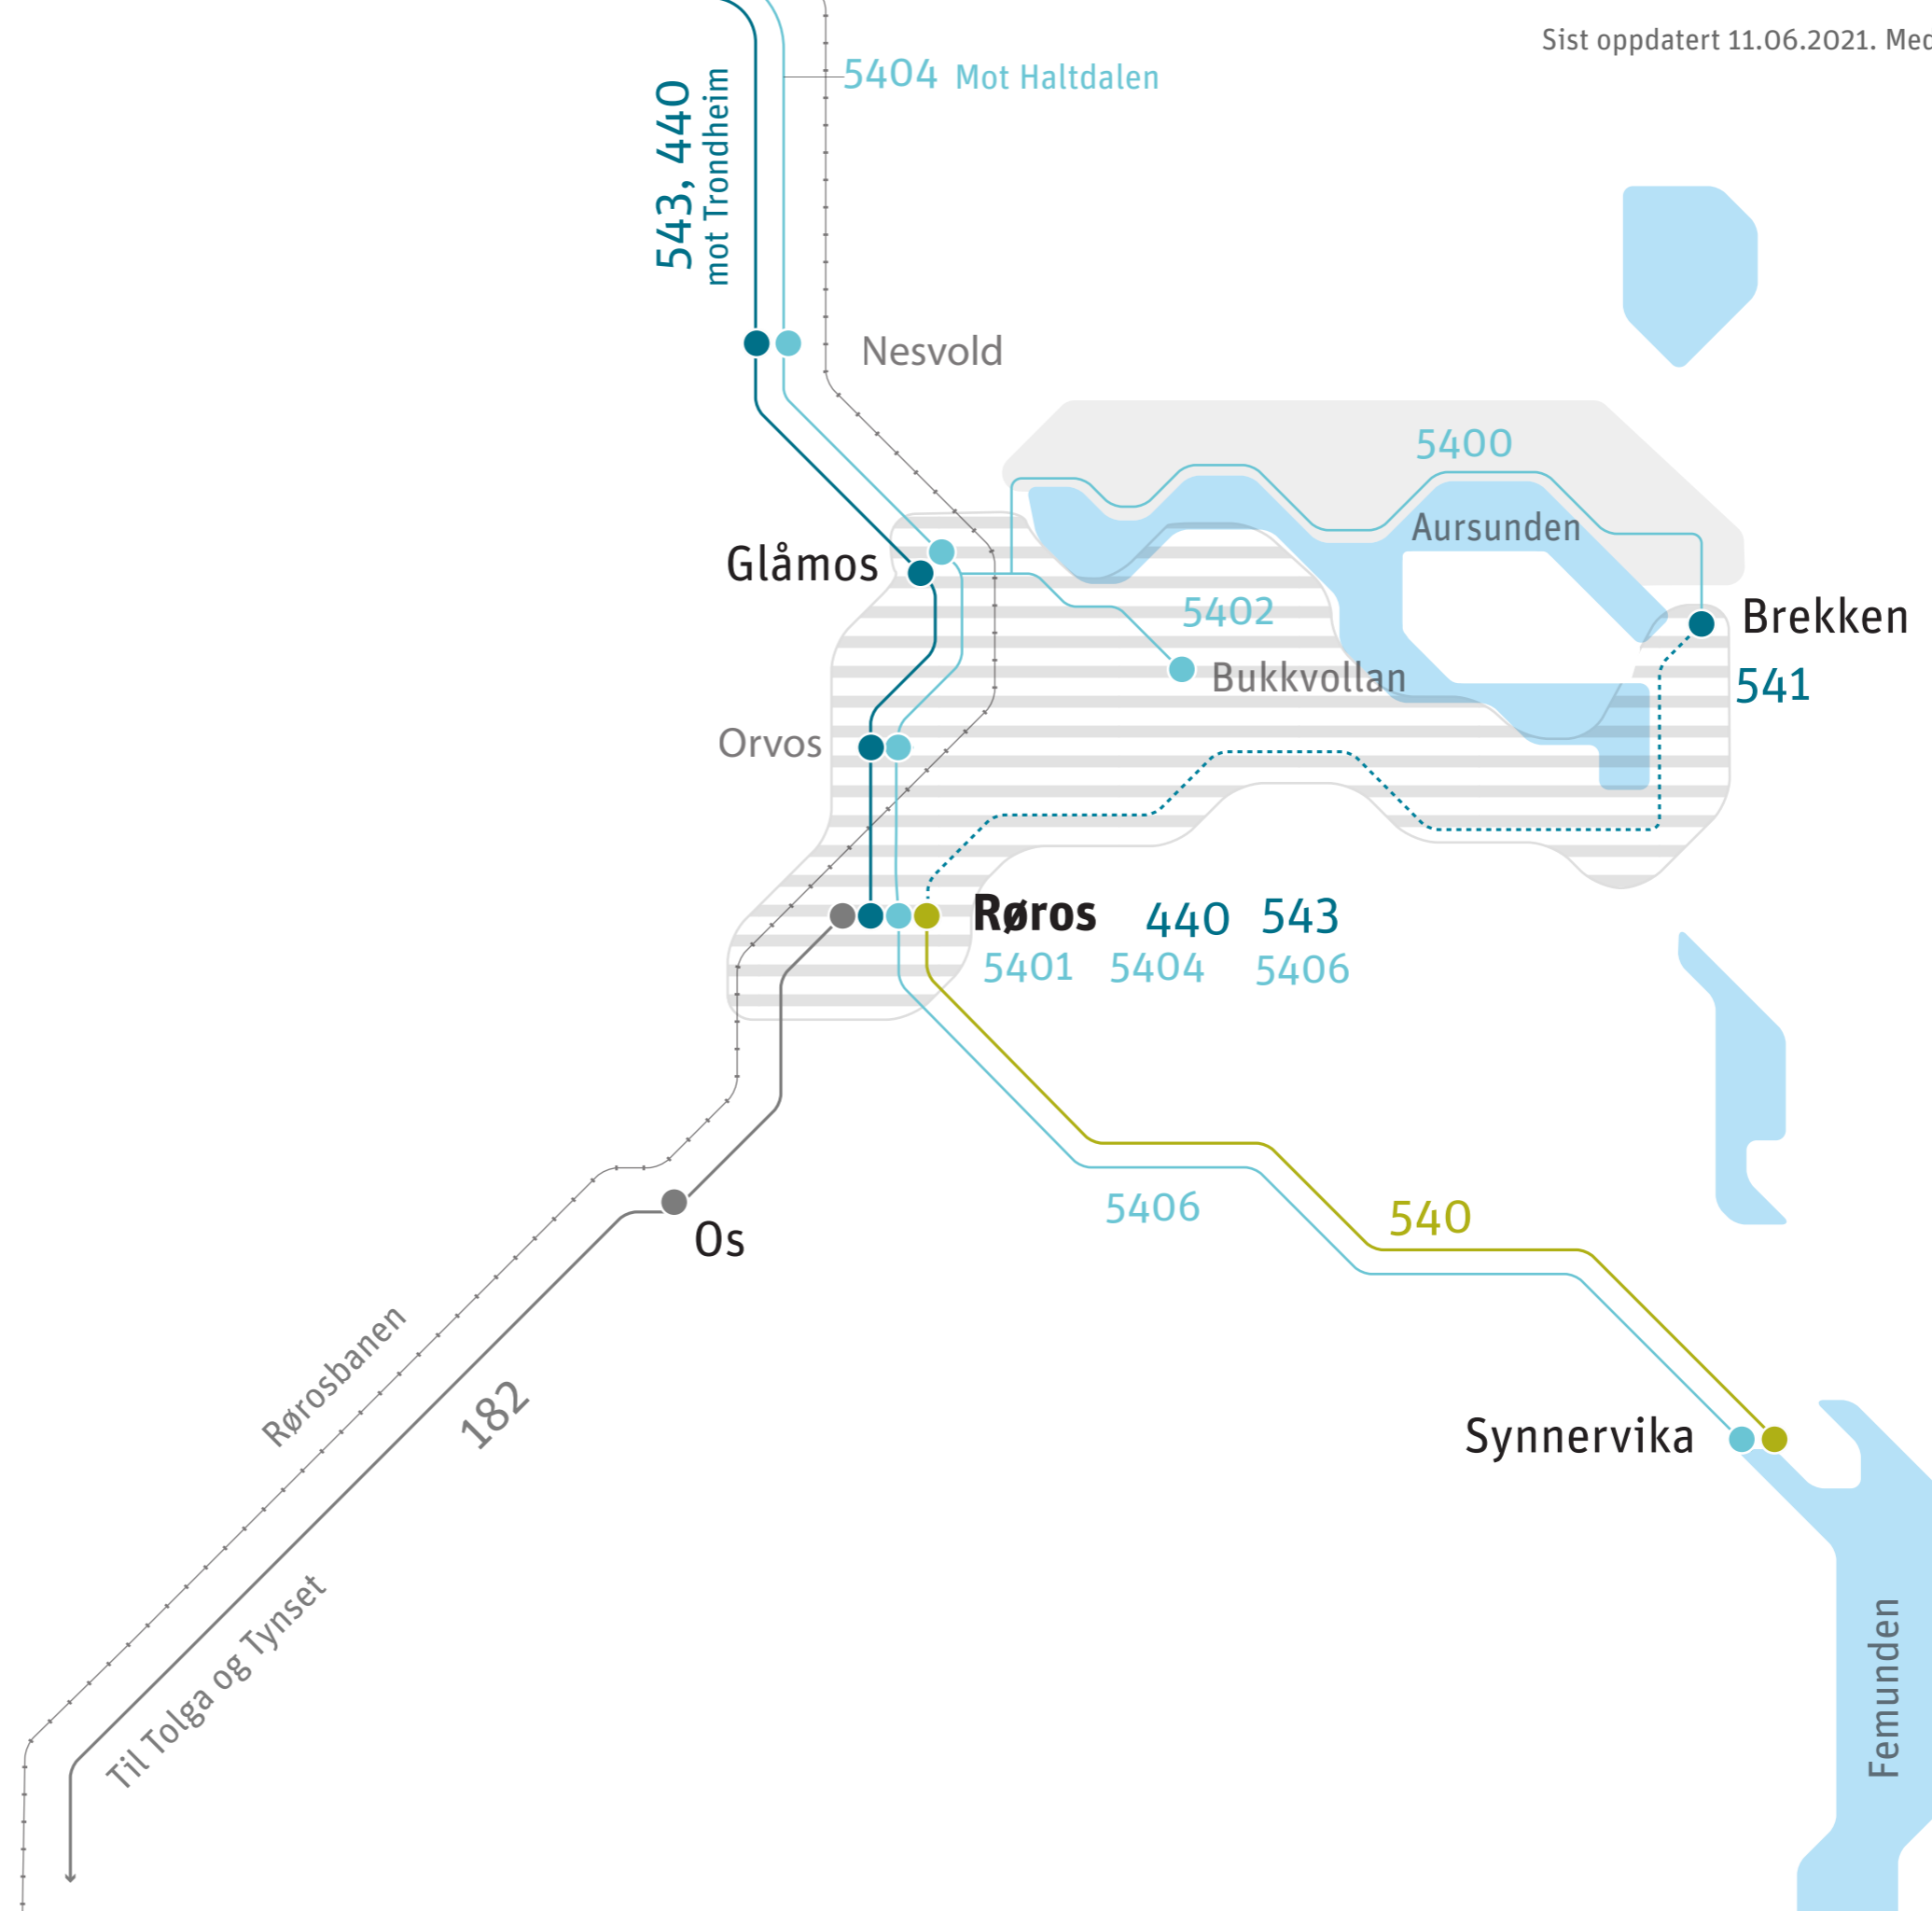 Sist oppdatert 11.06.2021. Med
5404 Mot Haltdalen
543, 440
mot Trondheim
Nesvold
5400
Aursunden
Glåmos
5402
Brekken
Bukkvollan
541
Orvos
Røros 440 543
5401 5404 5406
5406
540
Os
Rørosbanen
182
Synnervika
Til Tolga og Tynset
Femunden